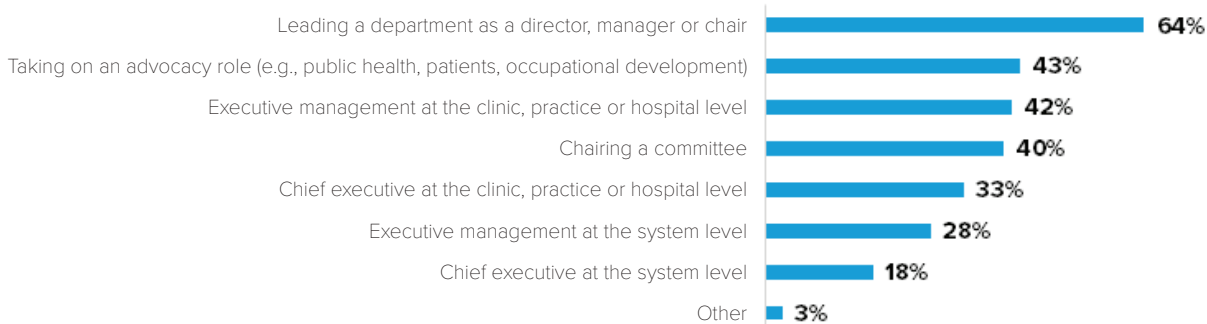 Leading a department as a director, manager or chair 64%
Taking on an advocacy role (e.g., public health, patients, occupational development) 43%
Executive management at the clinic, practice or hospital level 42%
Chairing a committee 40%
Chief executive at the clinic, practice or hospital level 33%
Executive management at the system level 28%
Chief executive at the system level 18%
Other 3%